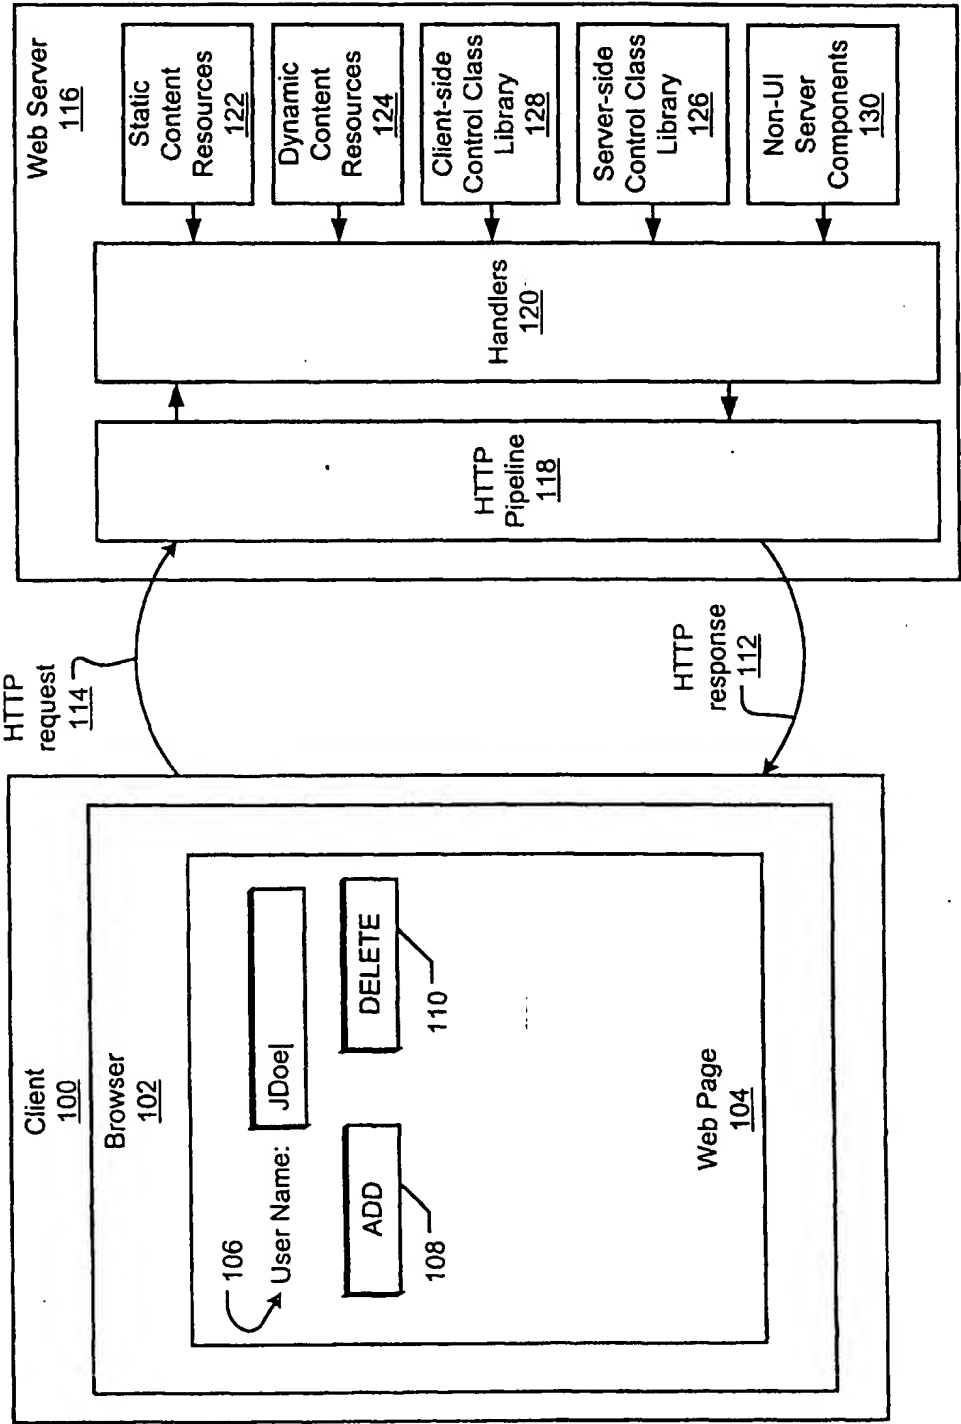 Client
100
Browser
102
106
User Name:
JDoe
ADD
108
DELETE
110
Web Page
104
HTTP
request
114
HTTP
response
112
Web Server
116
HTTP
Pipeline
118
Handlers
120
Static
Content
Resources
122
Dynamic
Content
Resources
124
Client-side
Control Class
Library
128
Server-side
Control Class
Library
126
Non-UI
Server
Components
130